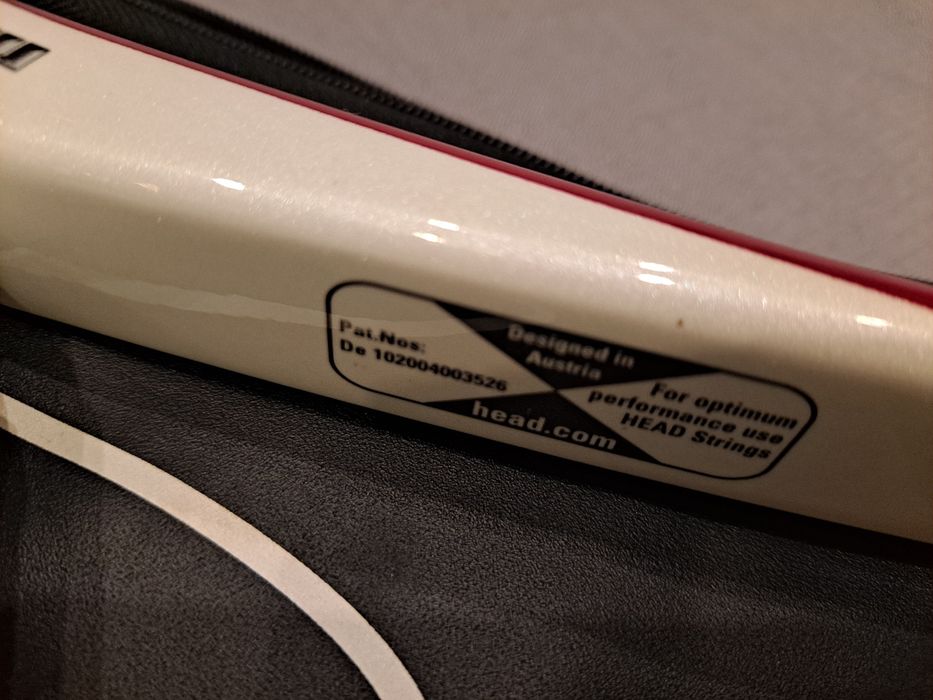 Pat.Nos:
De 102004003526
Designed in
Austria
For optimum
performance use
HEAD Strings
head.com